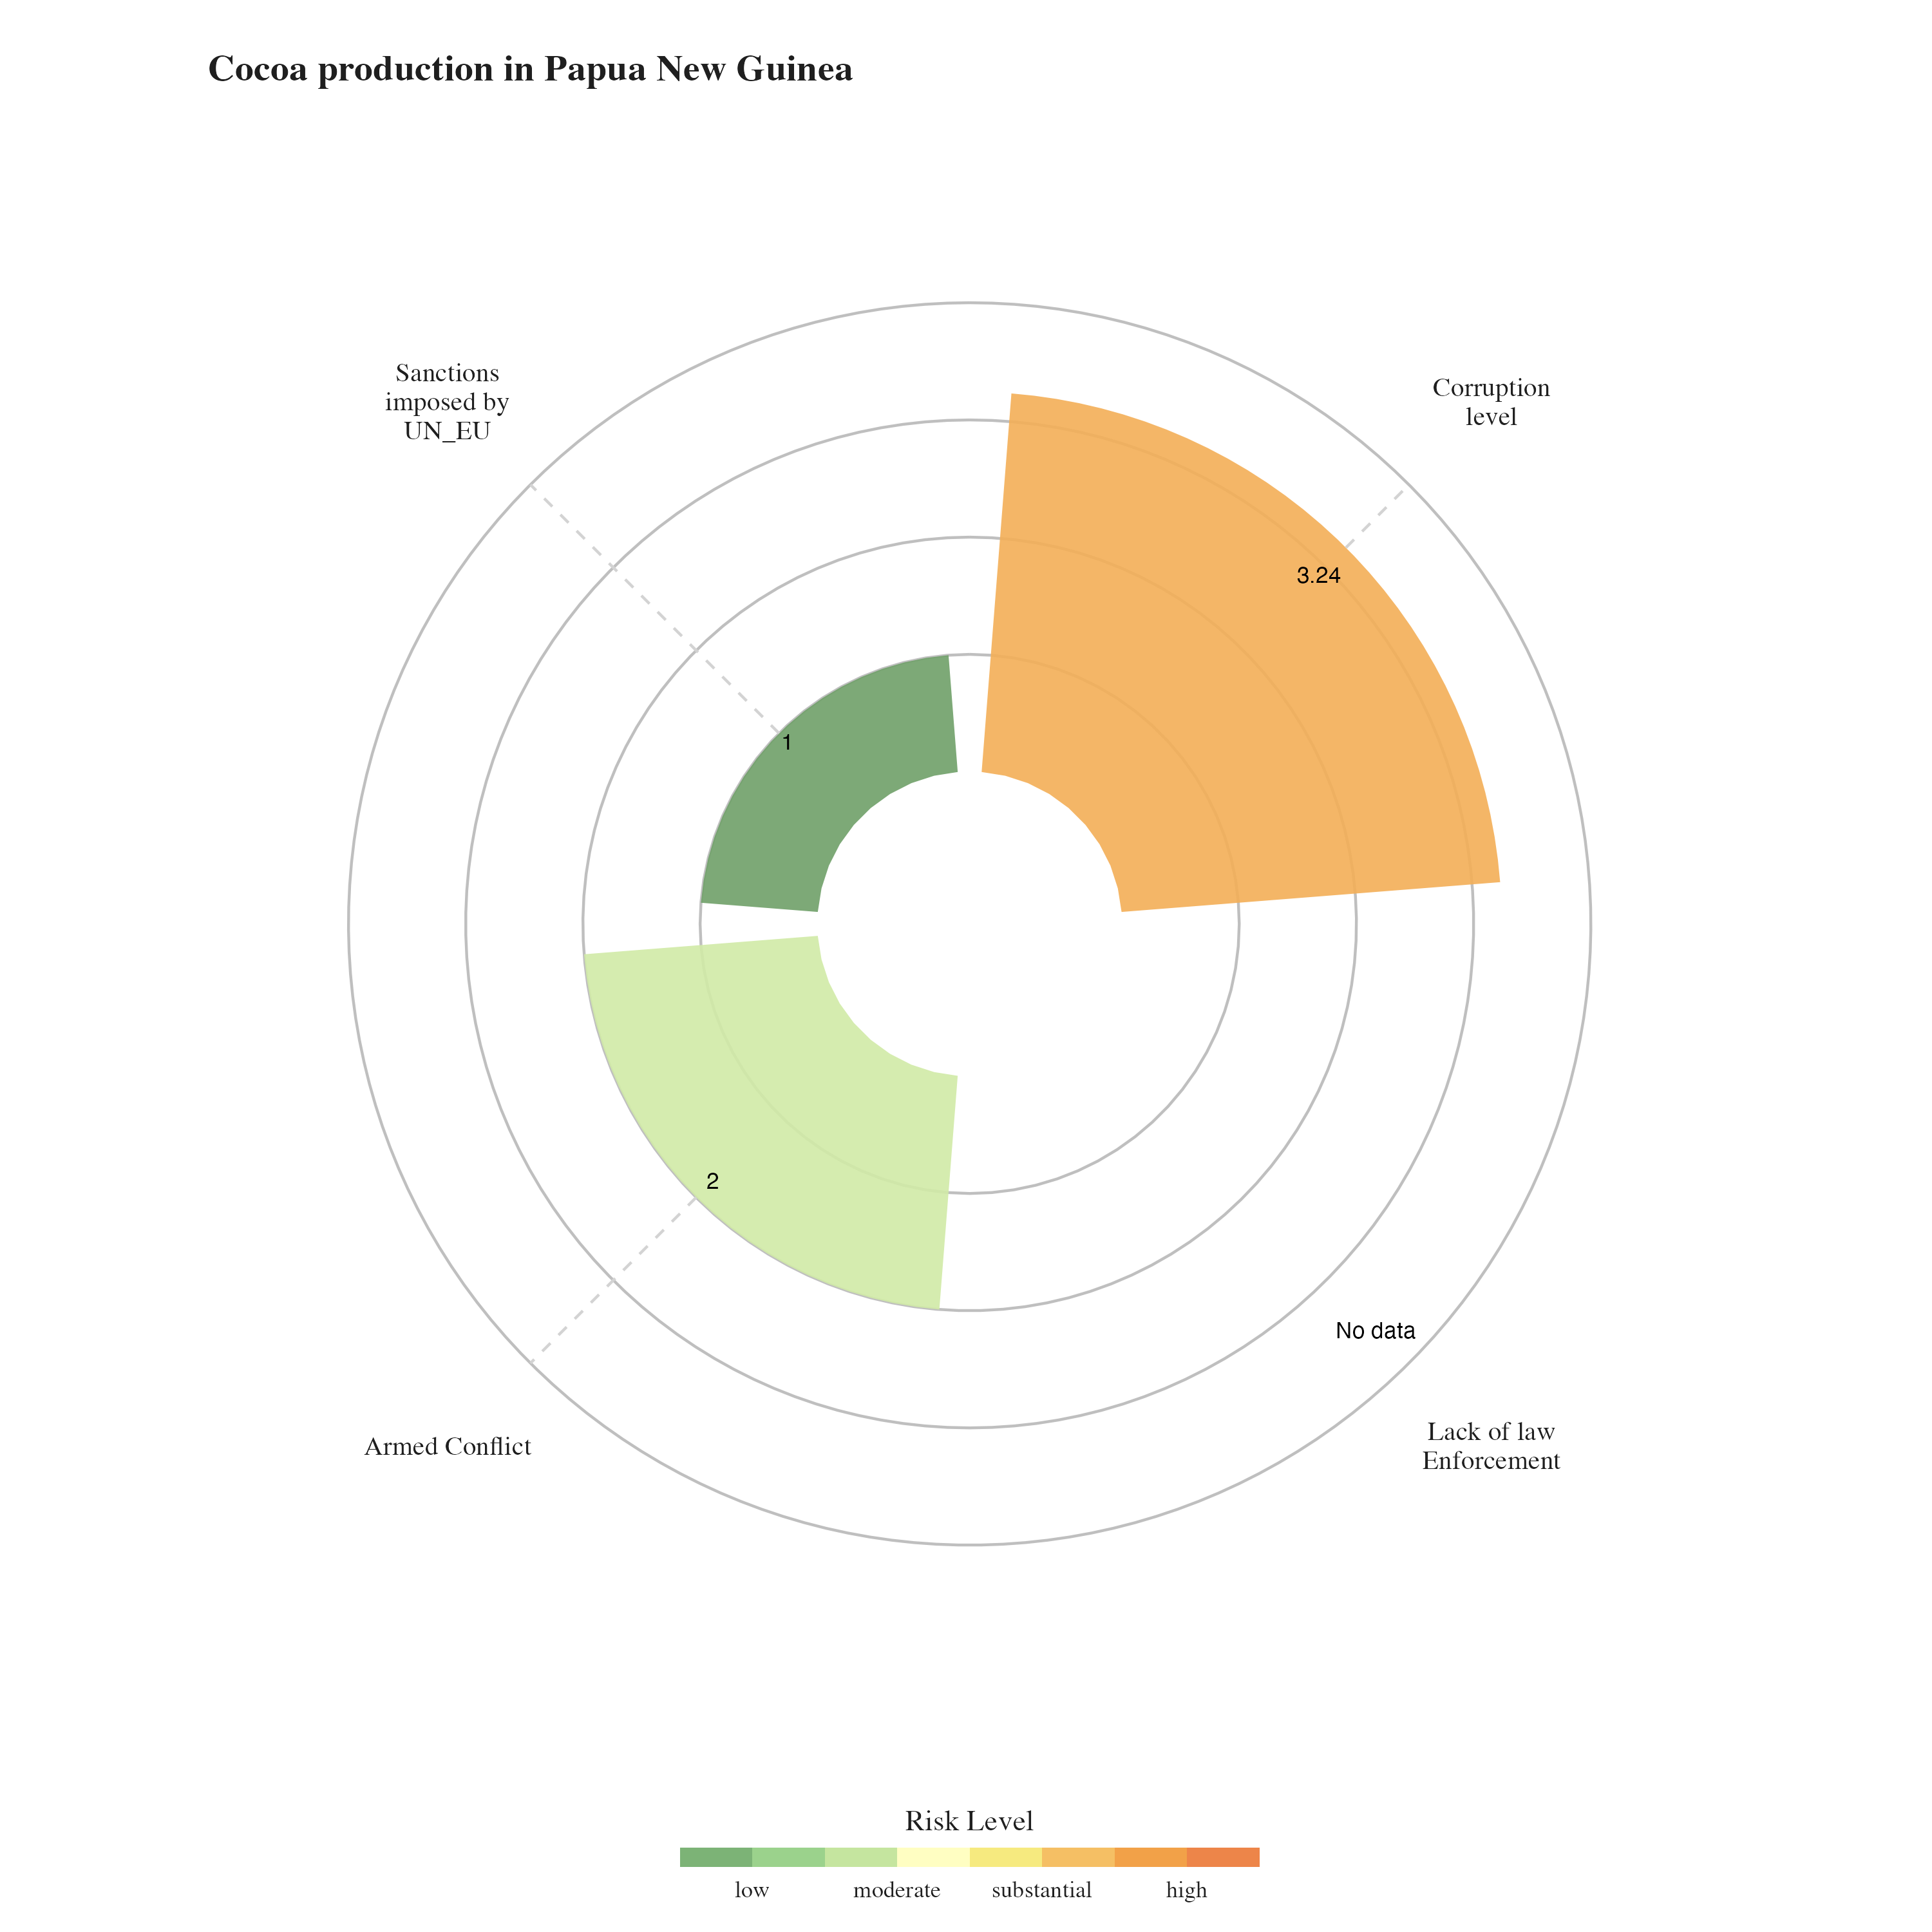 Cocoa production in Papua New Guinea
Sanctions
imposed by
UN_EU
Corruption
level
3.24
1
2
No data
Armed Conflict
Lack of law
Enforcement
Risk Level
low moderate substantial high